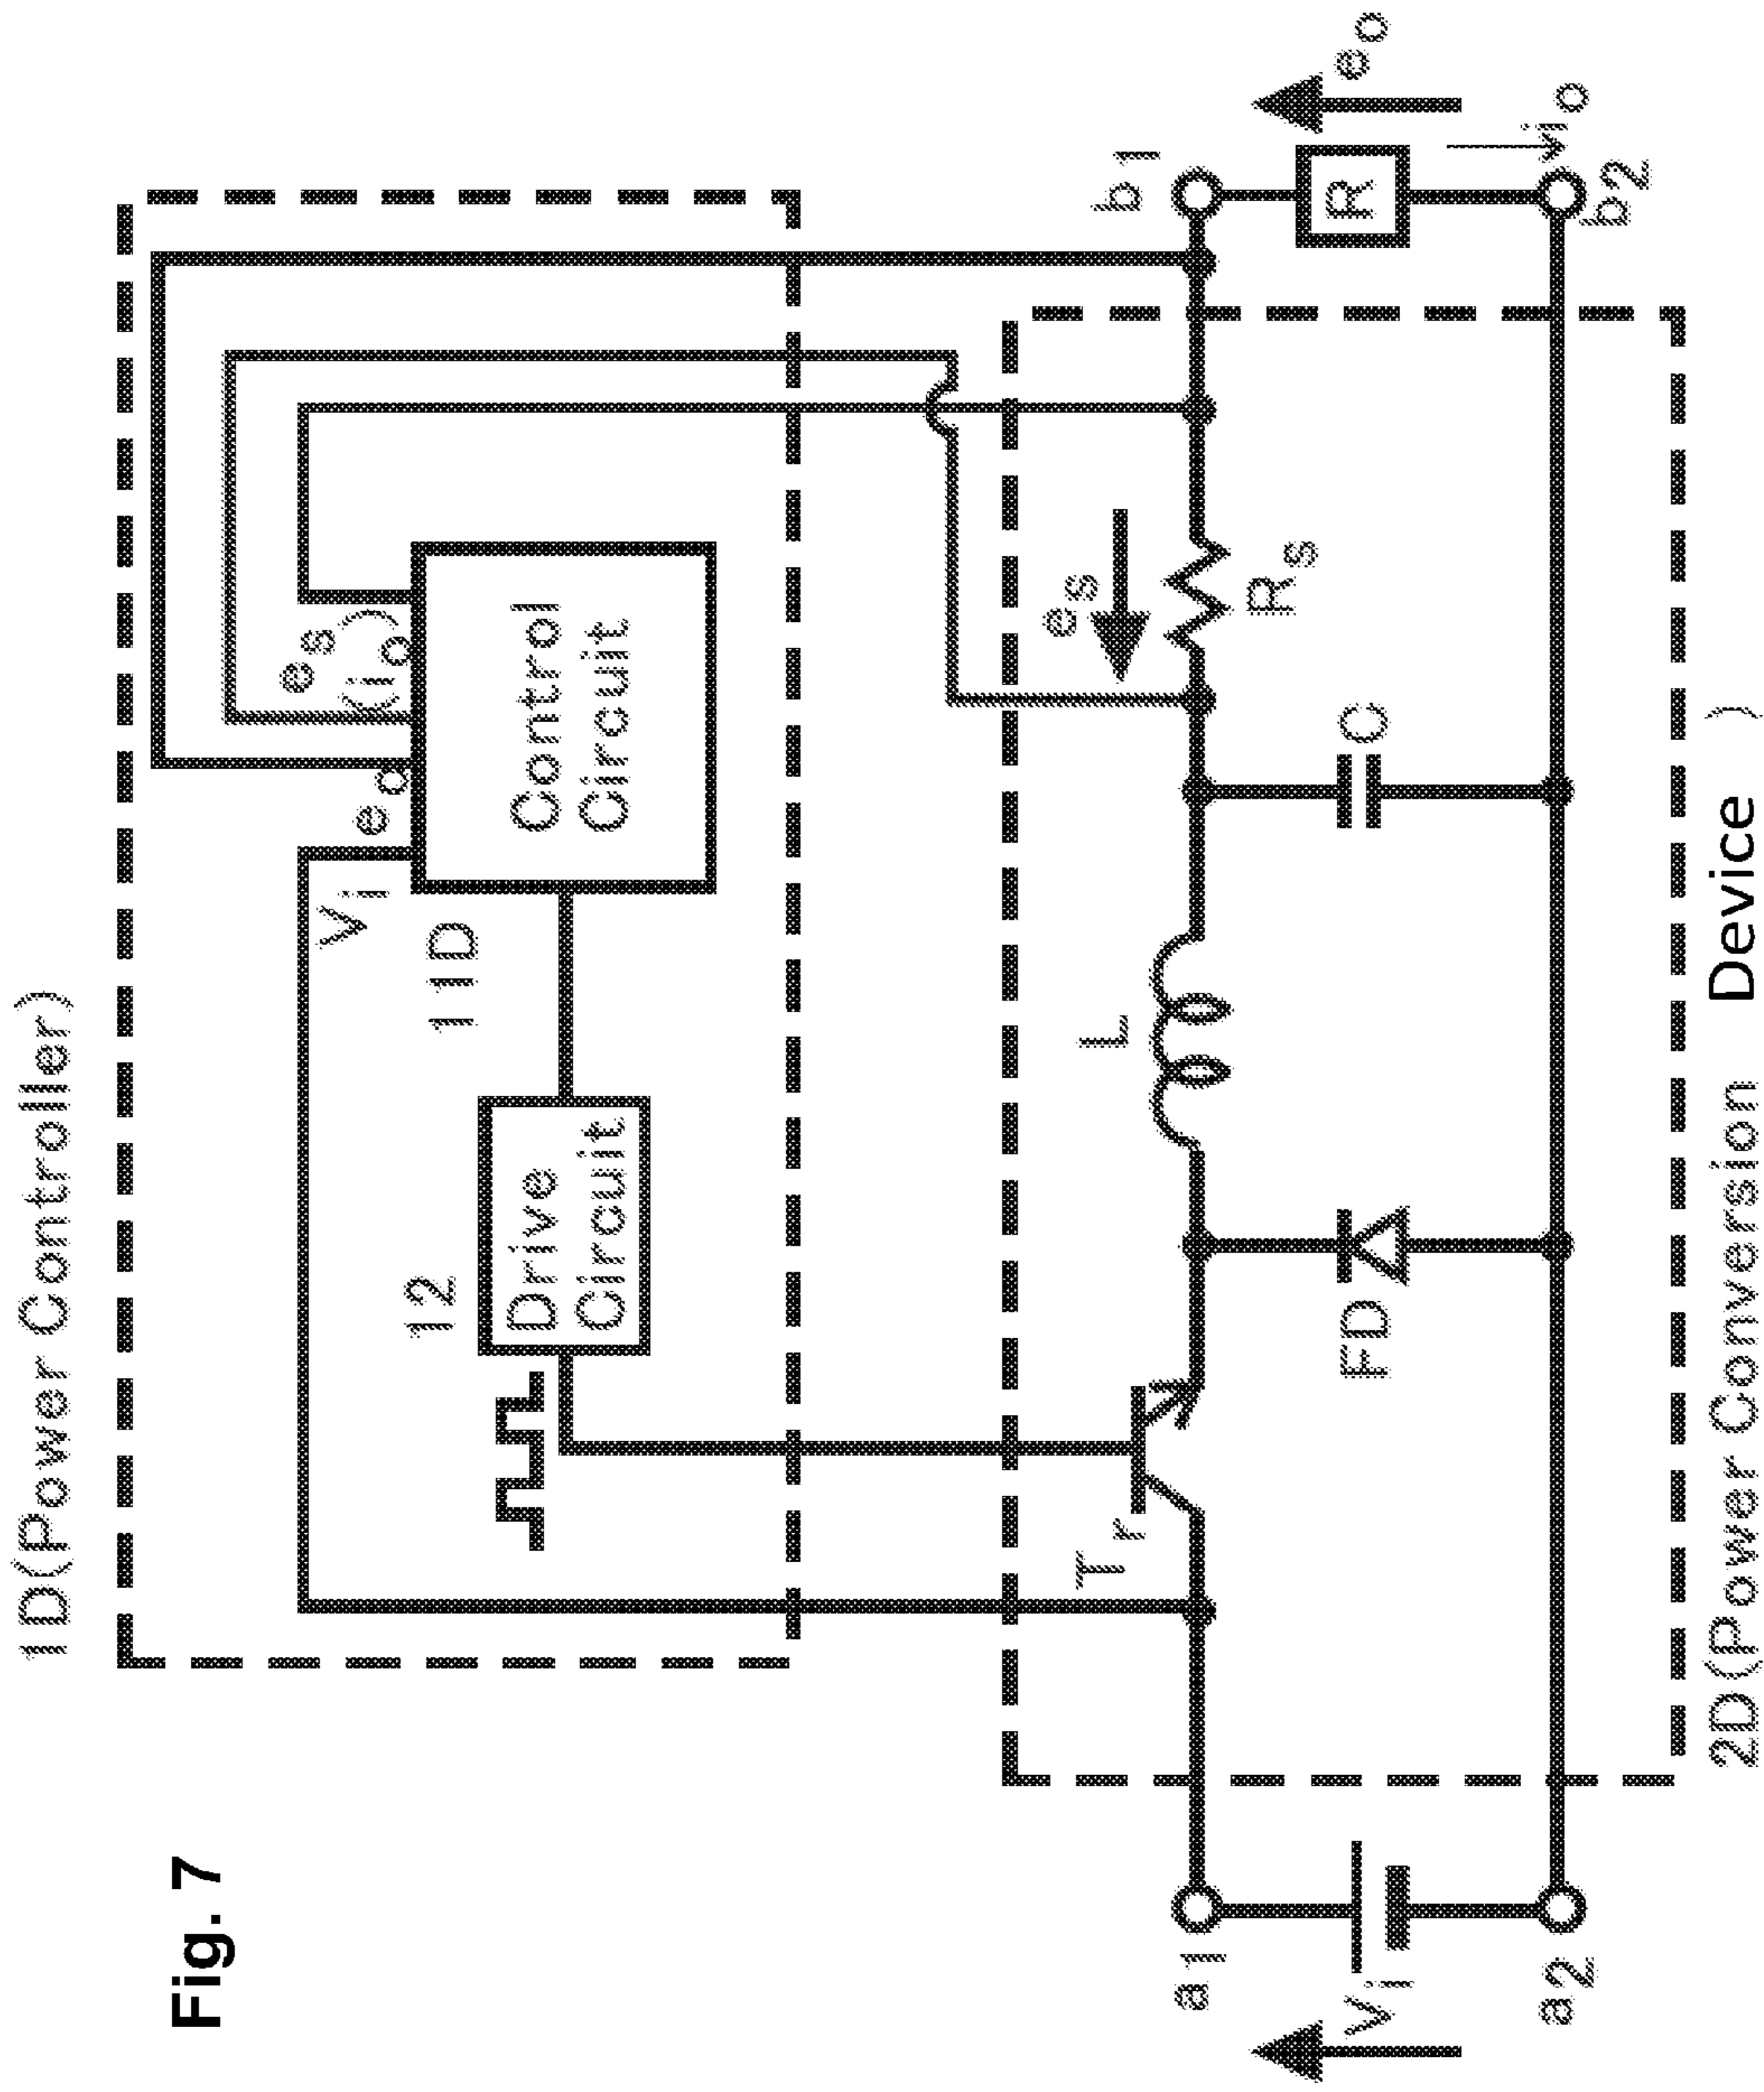 Fig. 7
1D(Power Controller)
Vi
eo
es
(io)
11D
Control
Circuit
12
Drive
Circuit
Tr
L
es
Rs
FD
C
a1
Vi
a2
b1
R
eo
io
b2
2D(Power Conversion Device )